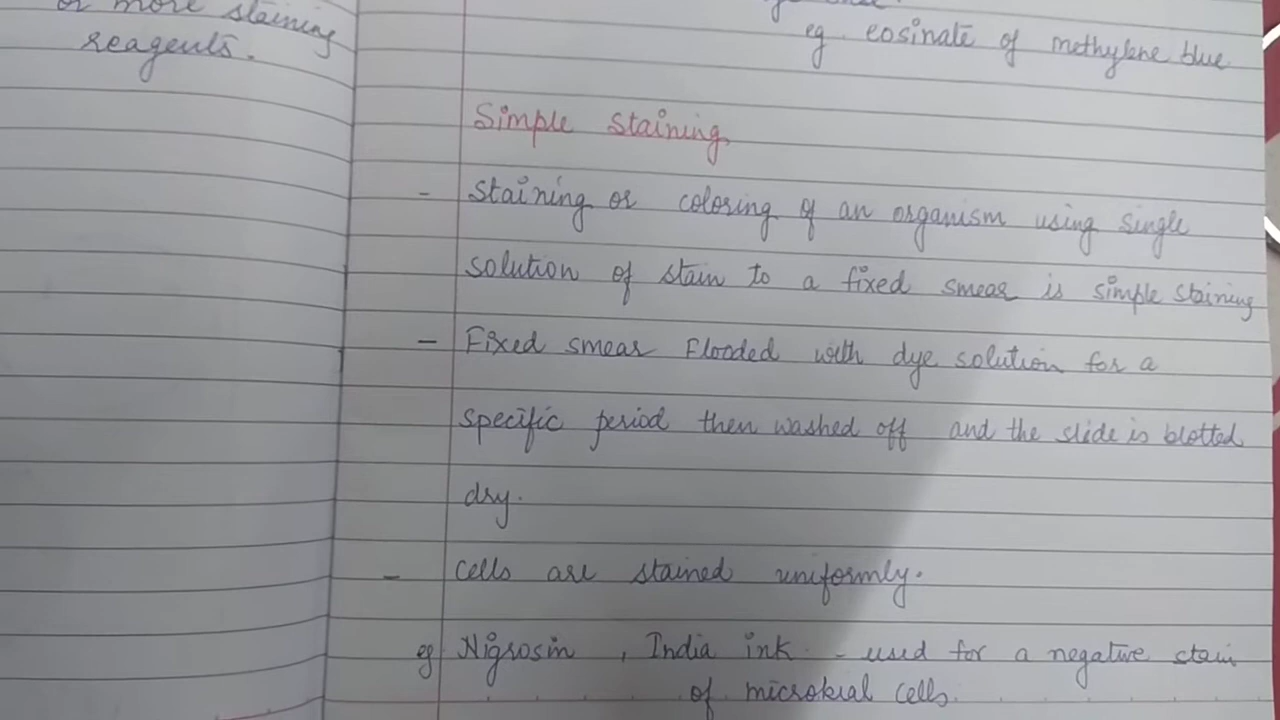 or more staining
reagents.
eg. eosinate of methylene blue
Simple staining
- Staining or coloring of an organism using single
solution of stain to a fixed smear is simple staining
- Fixed smear Flooded with dye solution for a
specific period then washed off and the slide is blotted
dry.
- cells are stained uniformly.
eg Nigrosin, India ink - used for a negative stain
of microbial cells.